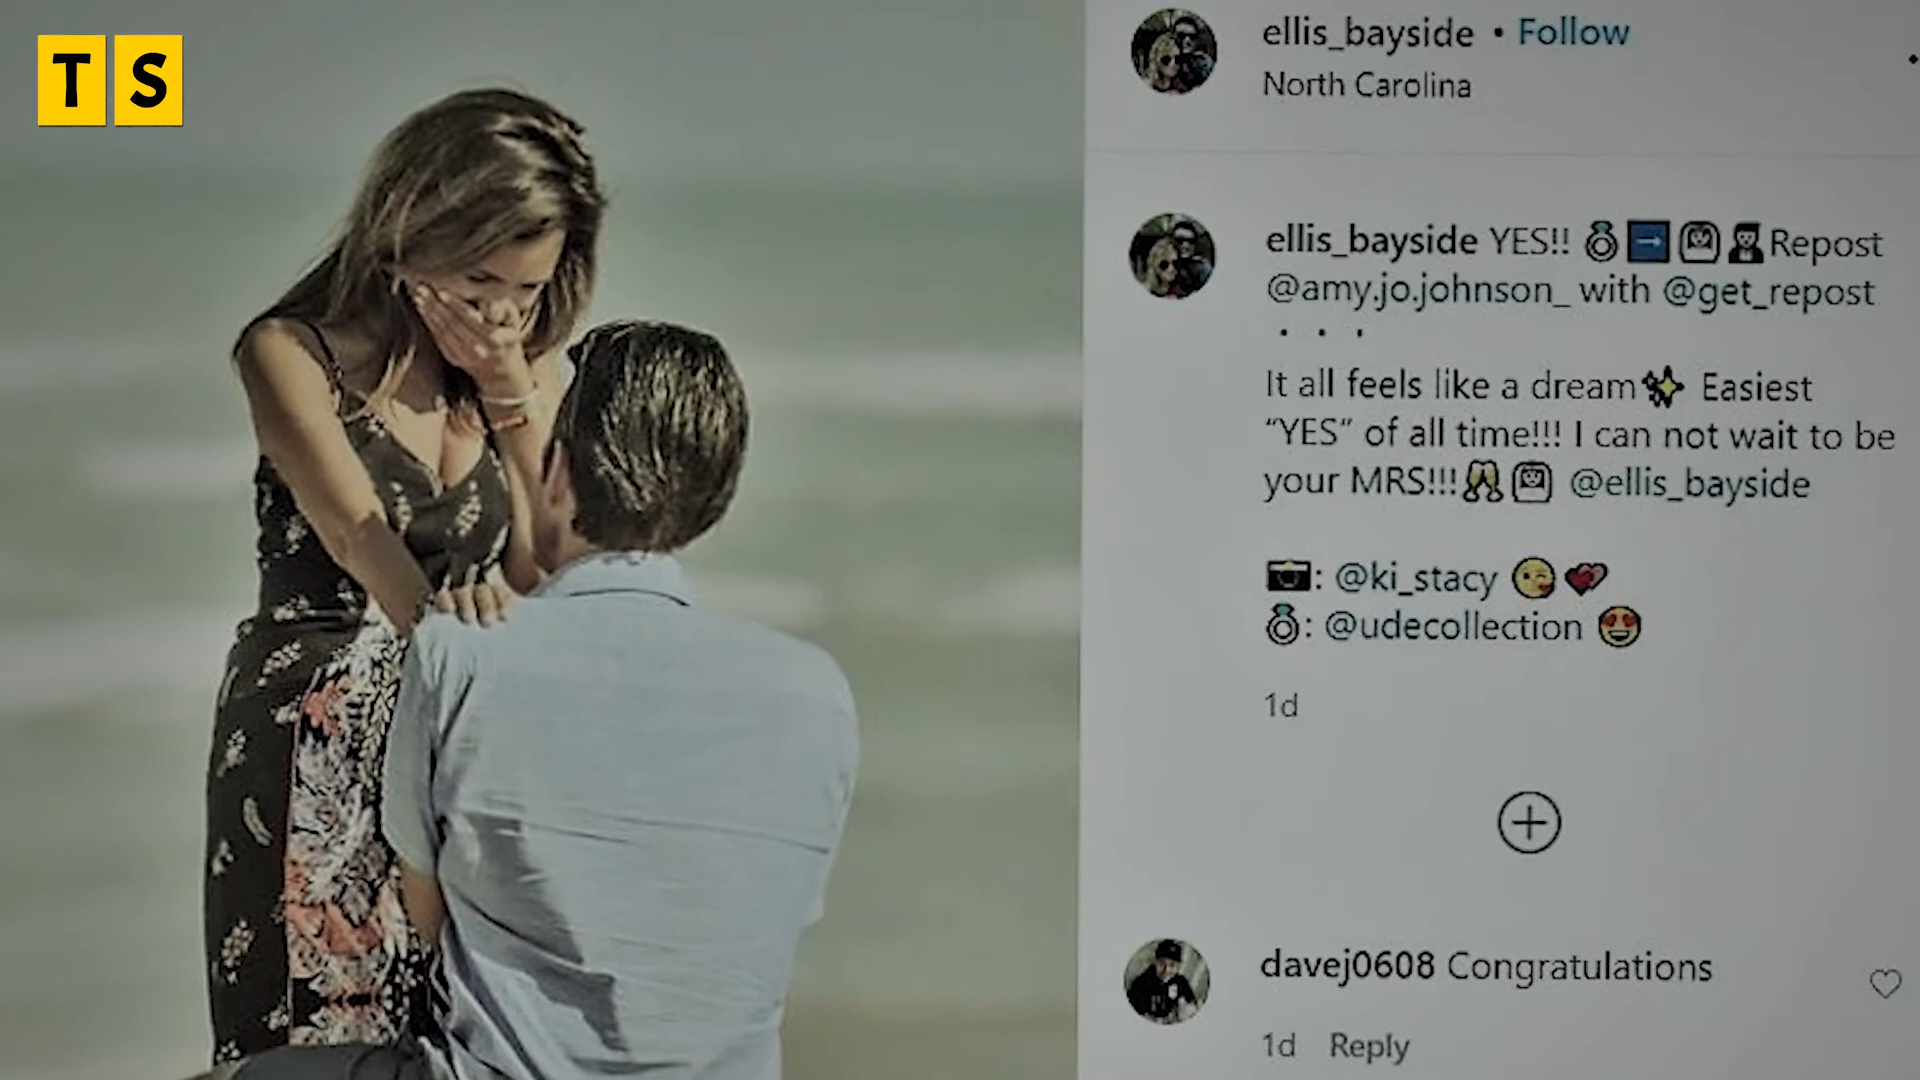 TS
ellis_bayside • Follow
North Carolina
ellis_bayside YES!! 💍➡️👰🤵Repost
@amy.jo.johnson_ with @get_repost
・・・
It all feels like a dream✨ Easiest
“YES” of all time!!! I can not wait to be
your MRS!!!🥂👰 @ellis_bayside
📷: @ki_stacy 😘💕
💍: @udecollection 😍
1d
davej0608 Congratulations
1d Reply